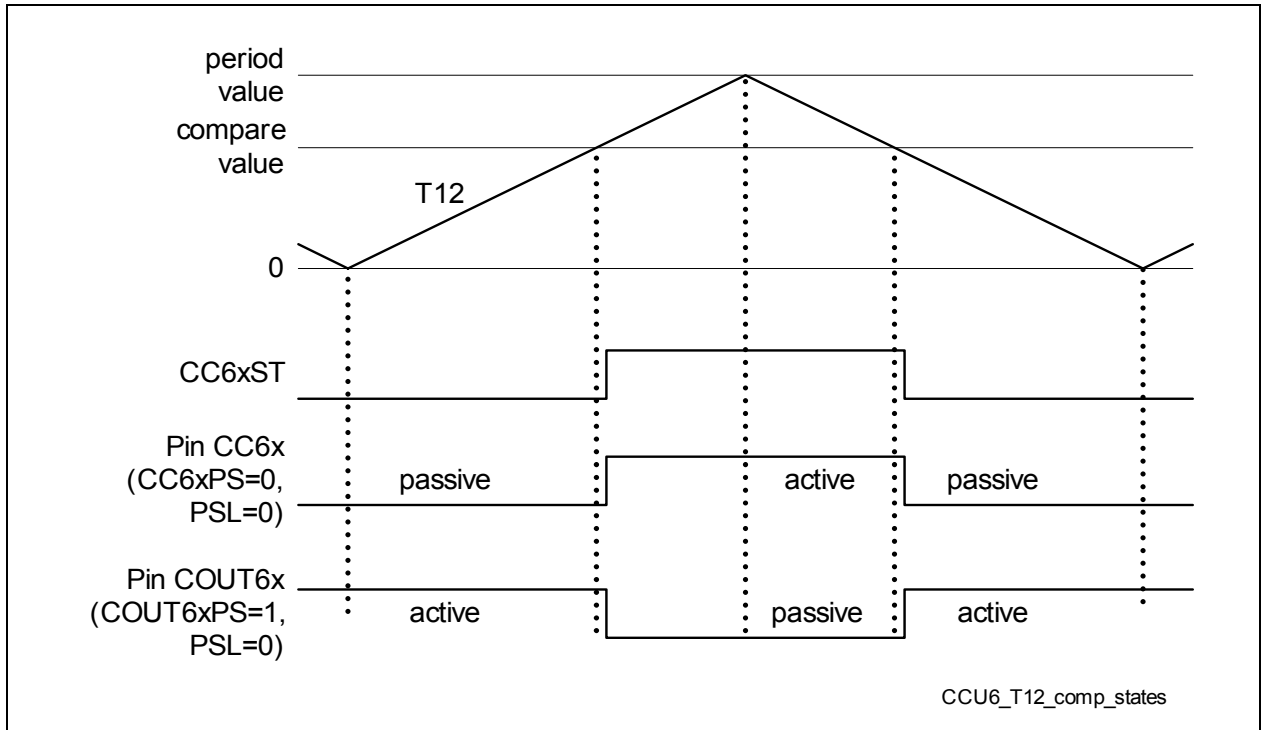 period
value
compare
value
T12
0
CC6xST
Pin CC6x
(CC6xPS=0,
PSL=0)
passive
active
passive
Pin COUT6x
(COUT6xPS=1,
PSL=0)
active
passive
active
CCU6_T12_comp_states